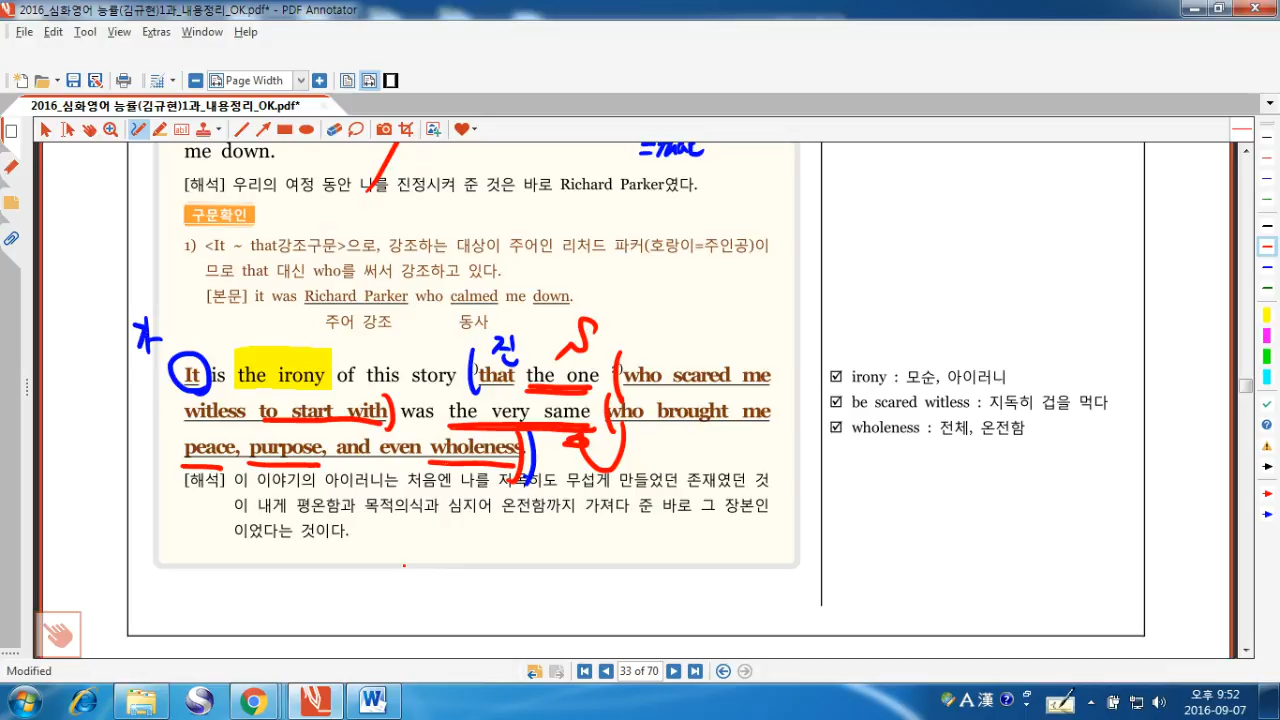 2016_심화영어 능률(김규현)1과_내용정리_OK.pdf* - PDF Annotator
File Edit Tool View Extras Window Help
Page Width
2016_심화영어 능률(김규현)1과_내용정리_OK.pdf*
me down.
=that
[해석] 우리의 여정 동안 나를 진정시켜 준 것은 바로 Richard Parker였다.
구문확인
1) <It ~ that강조구문>으로, 강조하는 대상이 주어인 리처드 파커(호랑이=주인공)이
므로 that 대신 who를 써서 강조하고 있다.
[본문] it was Richard Parker who calmed me down.
주어 강조 동사
진 S
It is the irony of this story that the one who scared me
witless to start with was the very same who brought me
peace, purpose, and even wholeness.
[해석] 이 이야기의 아이러니는 처음엔 나를 지독히도 무섭게 만들었던 존재였던 것
이 내게 평온함과 목적의식과 심지어 온전함까지 가져다 준 바로 그 장본인
이었다는 것이다.
irony : 모순, 아이러니
be scared witless : 지독히 겁을 먹다
wholeness : 전체, 온전함
Modified
33 of 70
A 漢
오후 9:52
2016-09-07